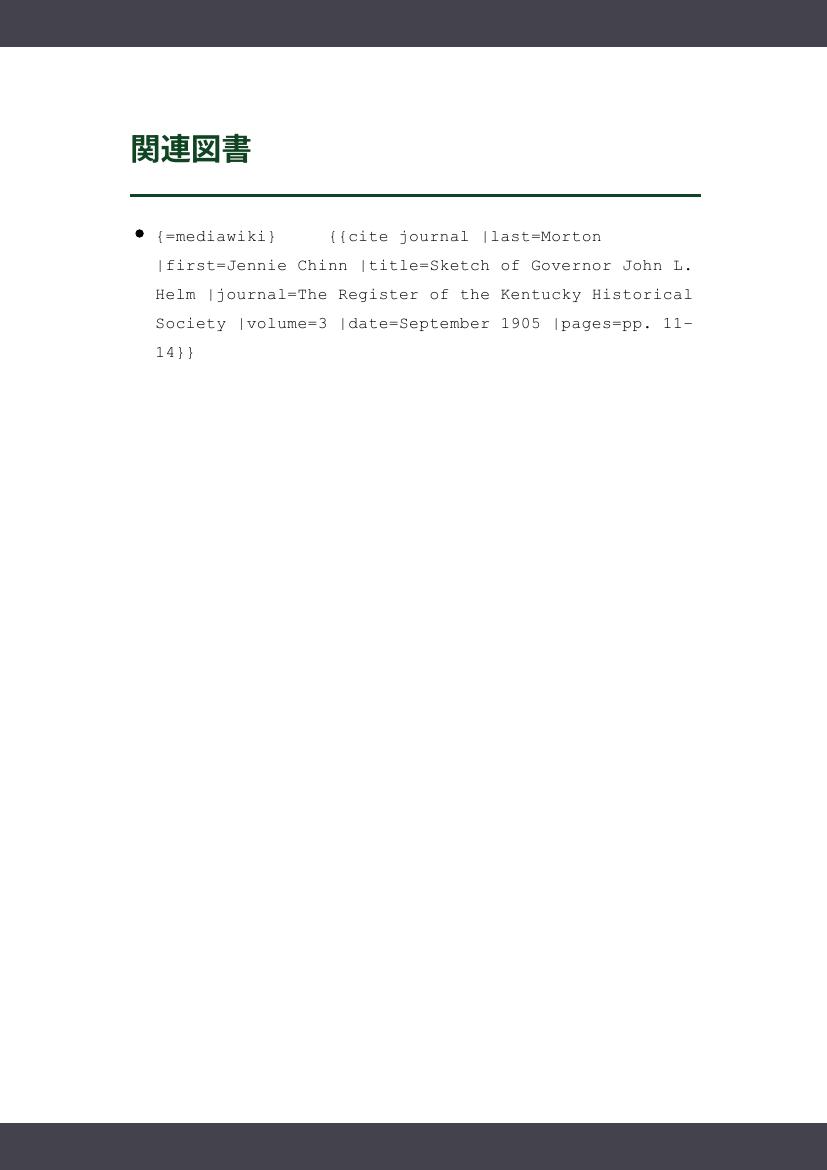 関連図書
{=mediawiki} {{cite journal |last=Morton
|first=Jennie Chinn |title=Sketch of Governor John L.
Helm |journal=The Register of the Kentucky Historical
Society |volume=3 |date=September 1905 |pages=pp. 11–
14}}